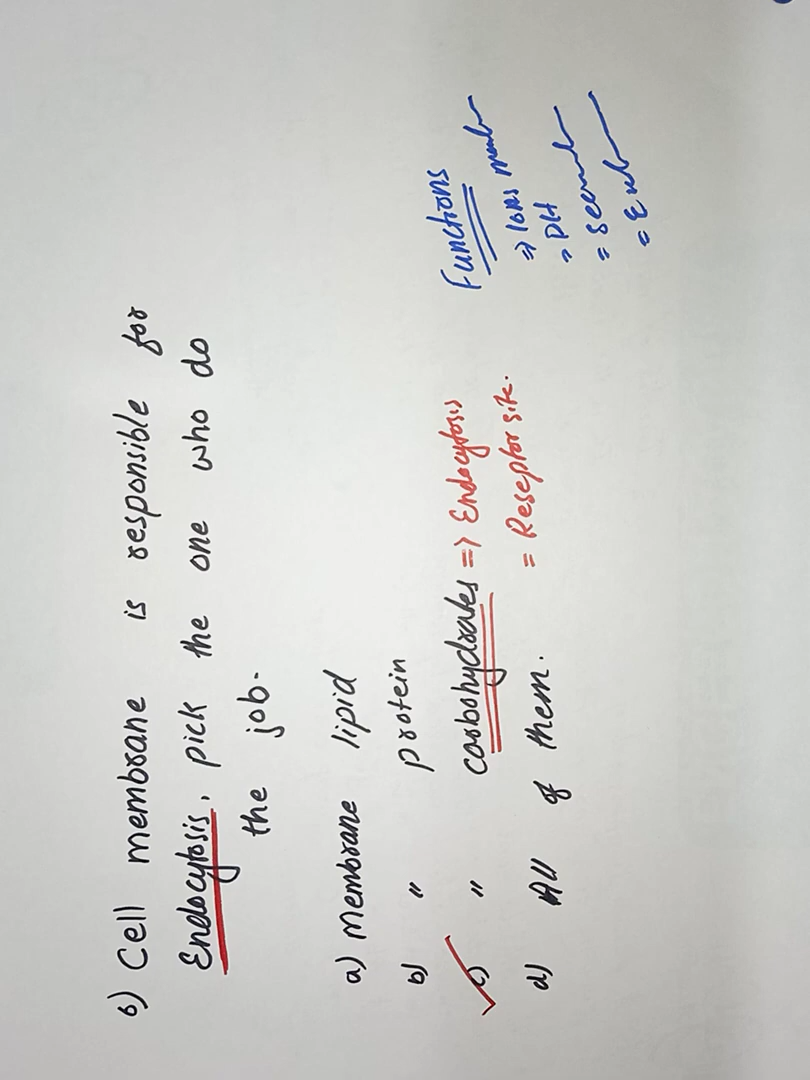 6) Cell membrane is responsible for
Endocytosis, pick the one who do
the job.
a) Membrane lipid
b) " protein
c) " carbohydrates => Endocytosis
= Reseptor site.
d) All of them.
Functions
=> Ions
= PH
=
=